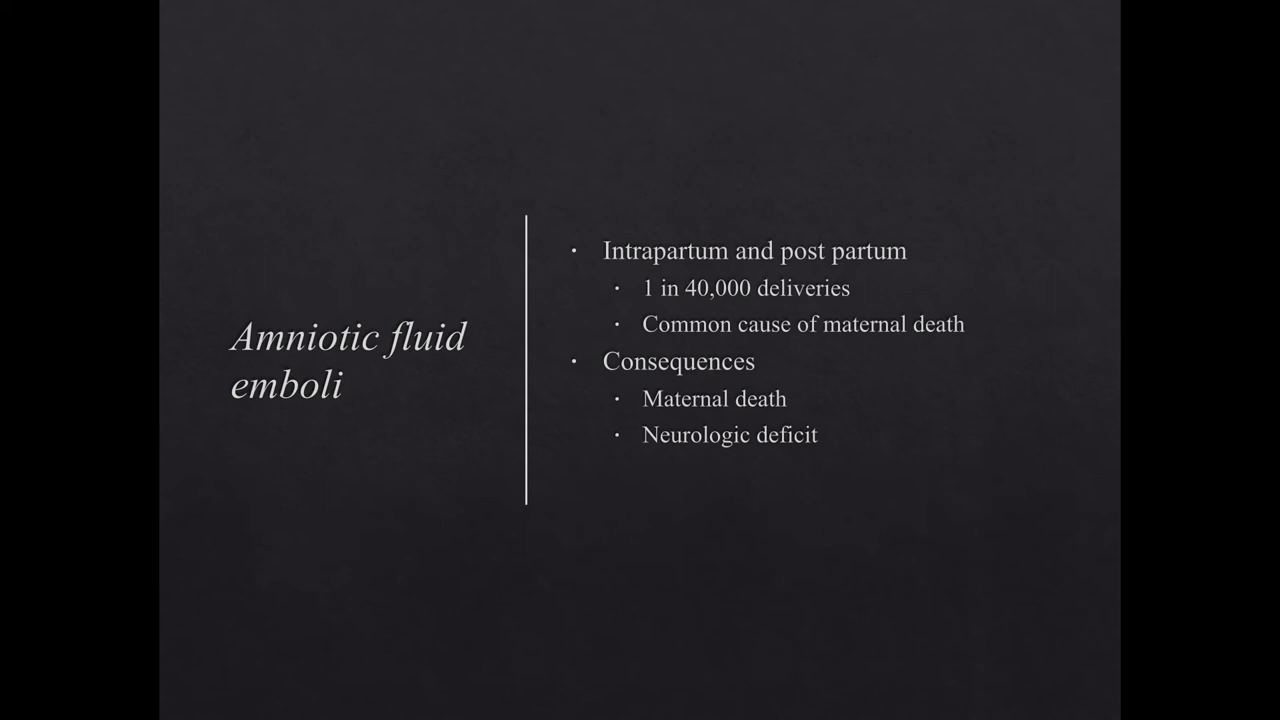 Amniotic fluid
emboli
· Intrapartum and post partum
· 1 in 40,000 deliveries
· Common cause of maternal death
· Consequences
· Maternal death
· Neurologic deficit